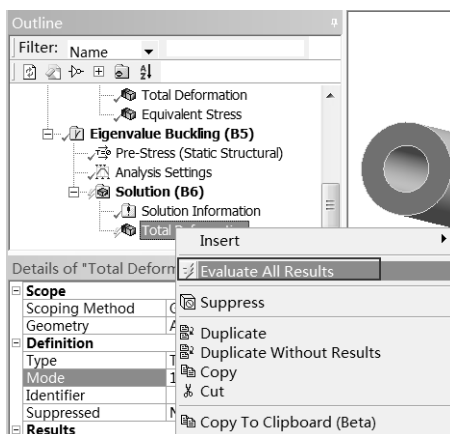 Outline
Filter: Name
Total Deformation
Equivalent Stress
Eigenvalue Buckling (B5)
Pre-Stress (Static Structural)
Analysis Settings
Solution (B6)
Solution Information
Total
Insert
Evaluate All Results
Suppress
Duplicate
Duplicate Without Results
Copy
Cut
Copy To Clipboard (Beta)
Details of "Total Deform
Scope
Scoping Method
Geometry
Definition
Type
Mode 1
Identifier
Suppressed
Results